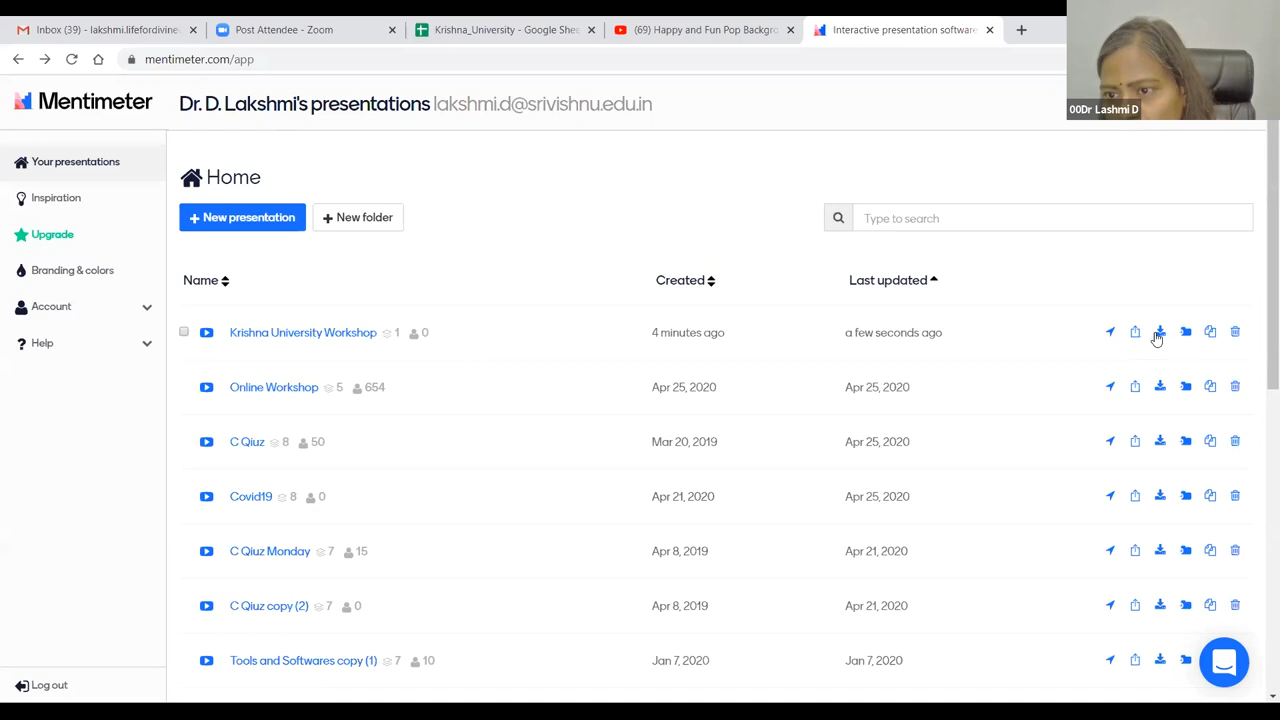 Inbox (39) - lakshmi.lifefordivine
Post Attendee - Zoom
Krishna_University - Google She
(69) Happy and Fun Pop Backgro
Interactive presentation software
mentimeter.com/app
00Dr Lashmi D
Mentimeter
Dr. D. Lakshmi's presentations lakshmi.d@srivishnu.edu.in
Your presentations
Inspiration
Upgrade
Branding & colors
Account
Help
Log out
Home
+ New presentation
+ New folder
Type to search
Name Created Last updated
Krishna University Workshop 1 0 4 minutes ago a few seconds ago
Online Workshop 5 654 Apr 25, 2020 Apr 25, 2020
C Qiuz 8 50 Mar 20, 2019 Apr 25, 2020
Covid19 8 0 Apr 21, 2020 Apr 25, 2020
C Qiuz Monday 7 15 Apr 8, 2019 Apr 21, 2020
C Qiuz copy (2) 7 0 Apr 8, 2019 Apr 21, 2020
Tools and Softwares copy (1) 7 10 Jan 7, 2020 Jan 7, 2020